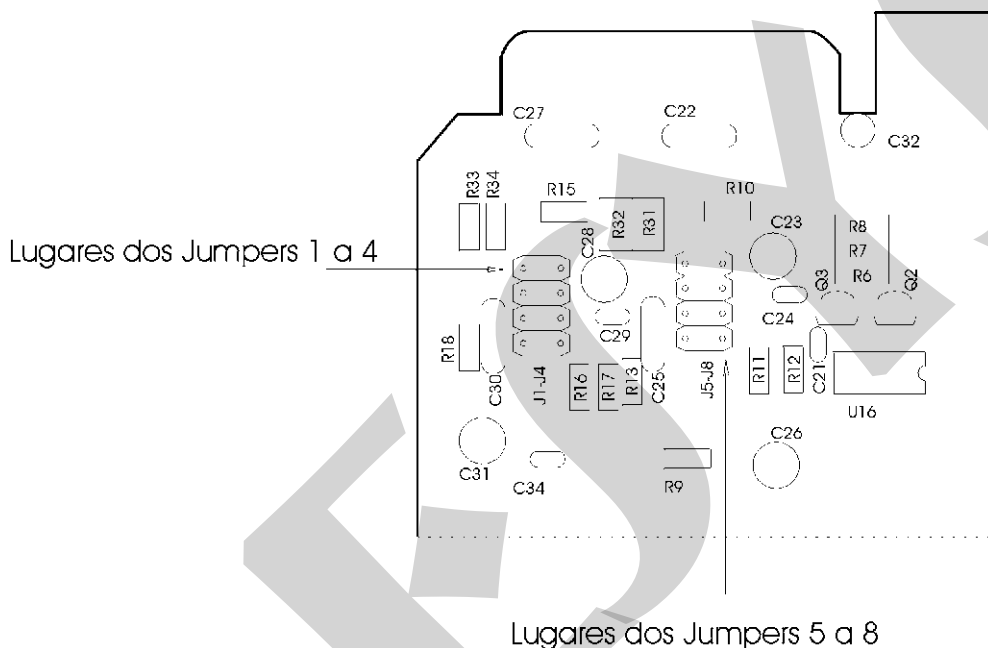 C27
C22
C32
R33
R34
R15
R32
R31
R10
C28
C23
R8
R7
R6
Lugares dos Jumpers 1 a 4
Q3
Q2
C24
C29
R18
C30
J1-J4
R16
R17
R13
C25
J5-J8
R11
R12
C21
U16
C31
C34
R9
C26
Lugares dos Jumpers 5 a 8